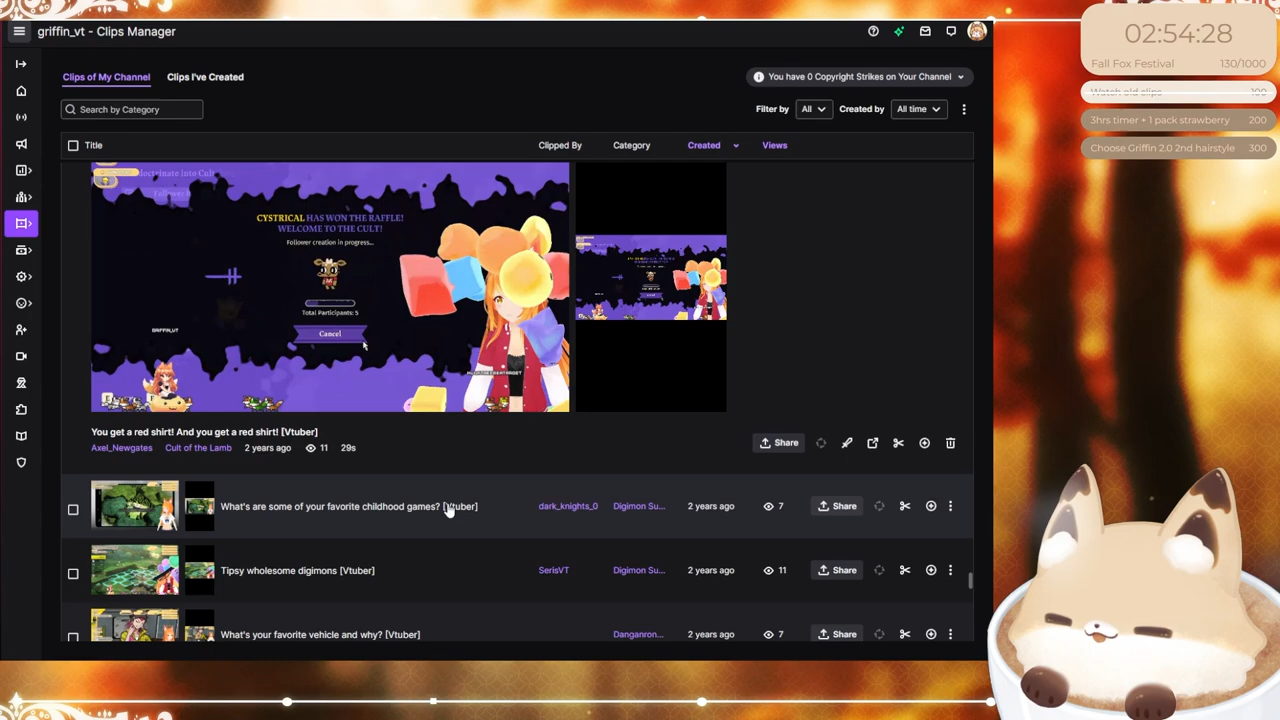 griffin_vt - Clips Manager
02:54:28
Fall Fox Festival 130/1000
Watch old clips 100
3hrs timer + 1 pack strawberry 200
Choose Griffin 2.0 2nd hairstyle 300
Clips of My Channel Clips I've Created
You have 0 Copyright Strikes on Your Channel
Search by Category
Filter by All Created by All time
Title Clipped By Category Created Views
CYSTRICAL HAS WON THE RAFFLE!
WELCOME TO THE CULT!
Follower creation in progress...
Total Participants: 5
Cancel
GRIFFIN_VT
You get a red shirt! And you get a red shirt! [Vtuber]
Axel_Newgates Cult of the Lamb 2 years ago 11 29s
Share
What's are some of your favorite childhood games? [Vtuber] dark_knights_0 Digimon Su... 2 years ago 7 Share
Tipsy wholesome digimons [Vtuber] SerisVT Digimon Su... 2 years ago 11 Share
What's your favorite vehicle and why? [Vtuber] Danganron... 2 years ago 7 Share